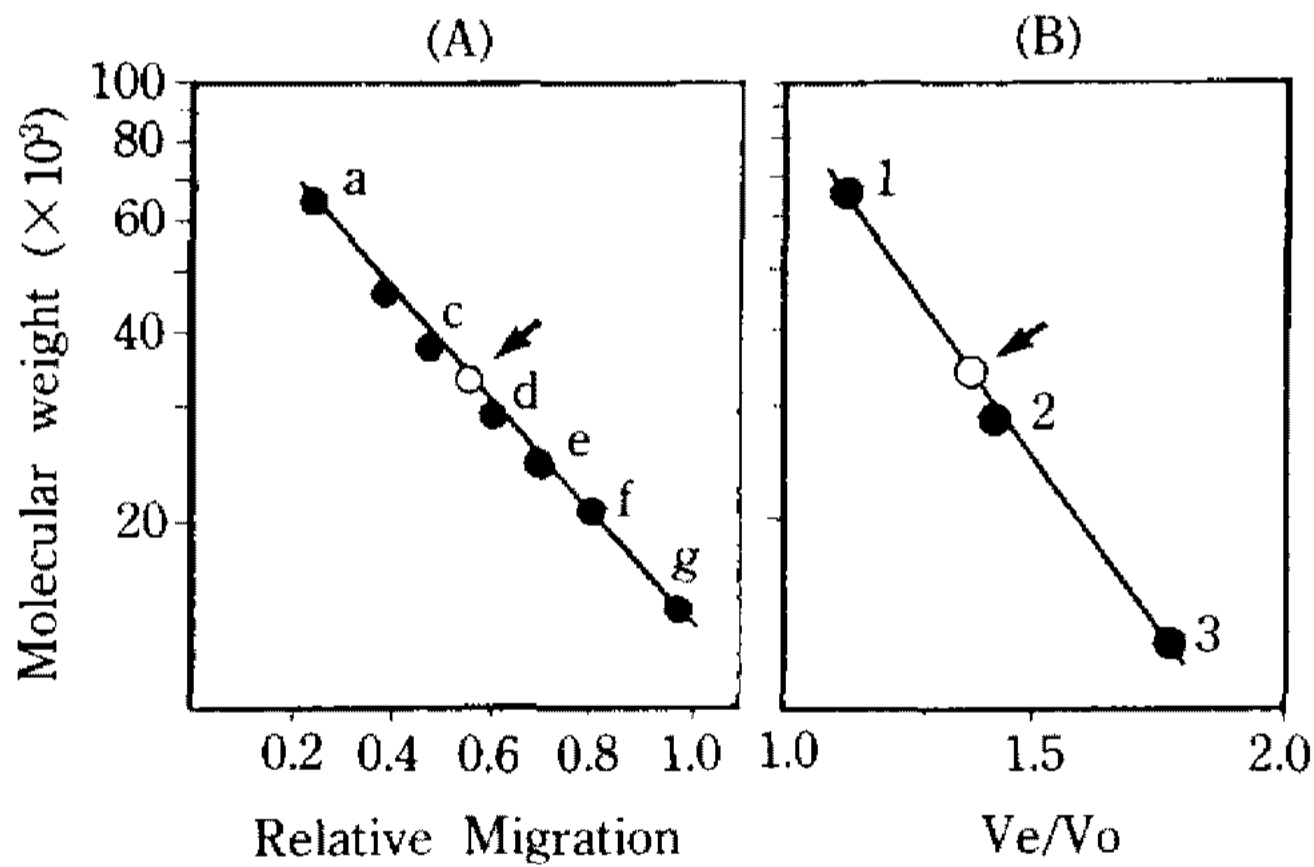 (A)
(B)
Molecular weight (×10³)
100
80
60
40
20
a
c
d
e
f
g
1
2
3
0.2 0.4 0.6 0.8 1.0
1.0 1.5 2.0
Relative Migration
Ve/Vo